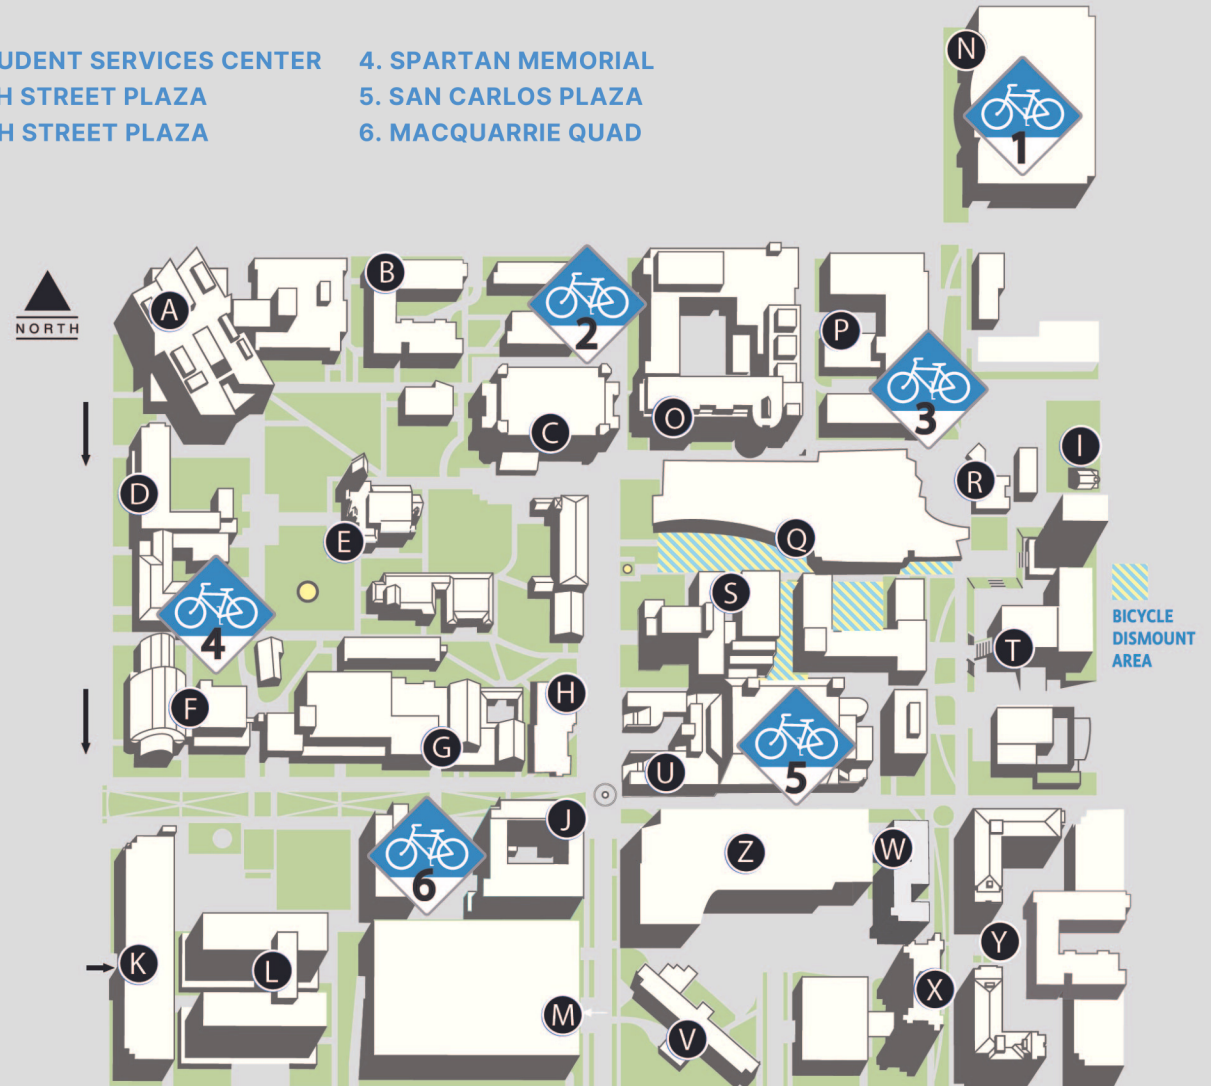 UDENT SERVICES CENTER
H STREET PLAZA
H STREET PLAZA
4. SPARTAN MEMORIAL
5. SAN CARLOS PLAZA
6. MACQUARRIE QUAD
N
1
NORTH
A
B
2
P
3
C
O
I
D
R
E
Q
S
4
BICYCLE
DISMOUNT
AREA
T
F
H
G
U
5
J
Z
W
6
K
L
Y
X
M
V